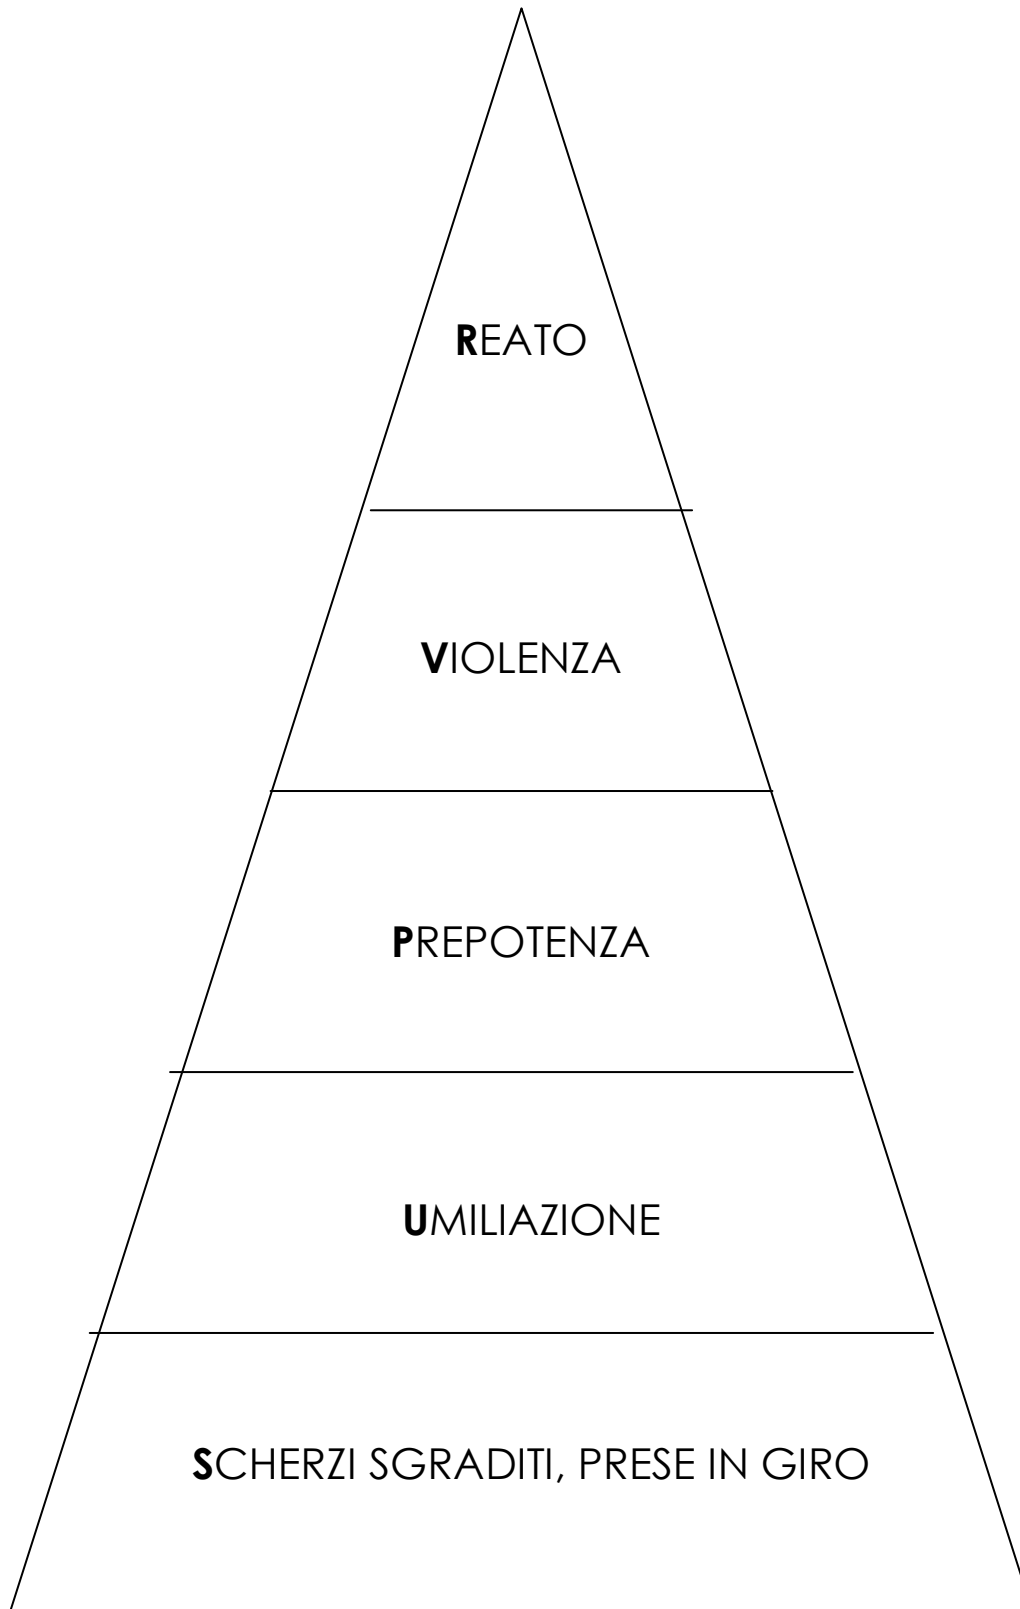 REATO
VIOLENZA
PREPOTENZA
UMILIAZIONE
SCHERZI SGRADITI, PRESE IN GIRO